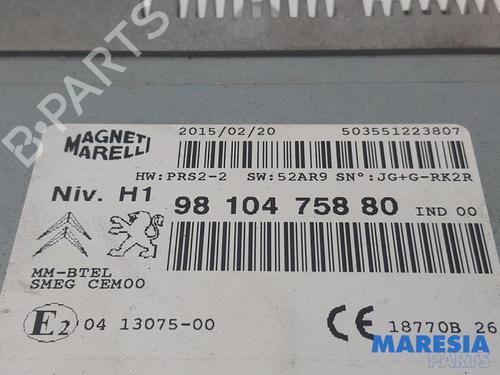 MAGNETI MARELLI
2015/02/20 503551223807
HW:PRS2-2 SW:52AR9 SN°:JG+G-RK2R
Niv. H1
98 104 758 80 IND 00
MM-BTEL
SMEG CEM00
E2 04 13075-00
CE 18770B 26
B-PARTS
MARESIA
PARTS